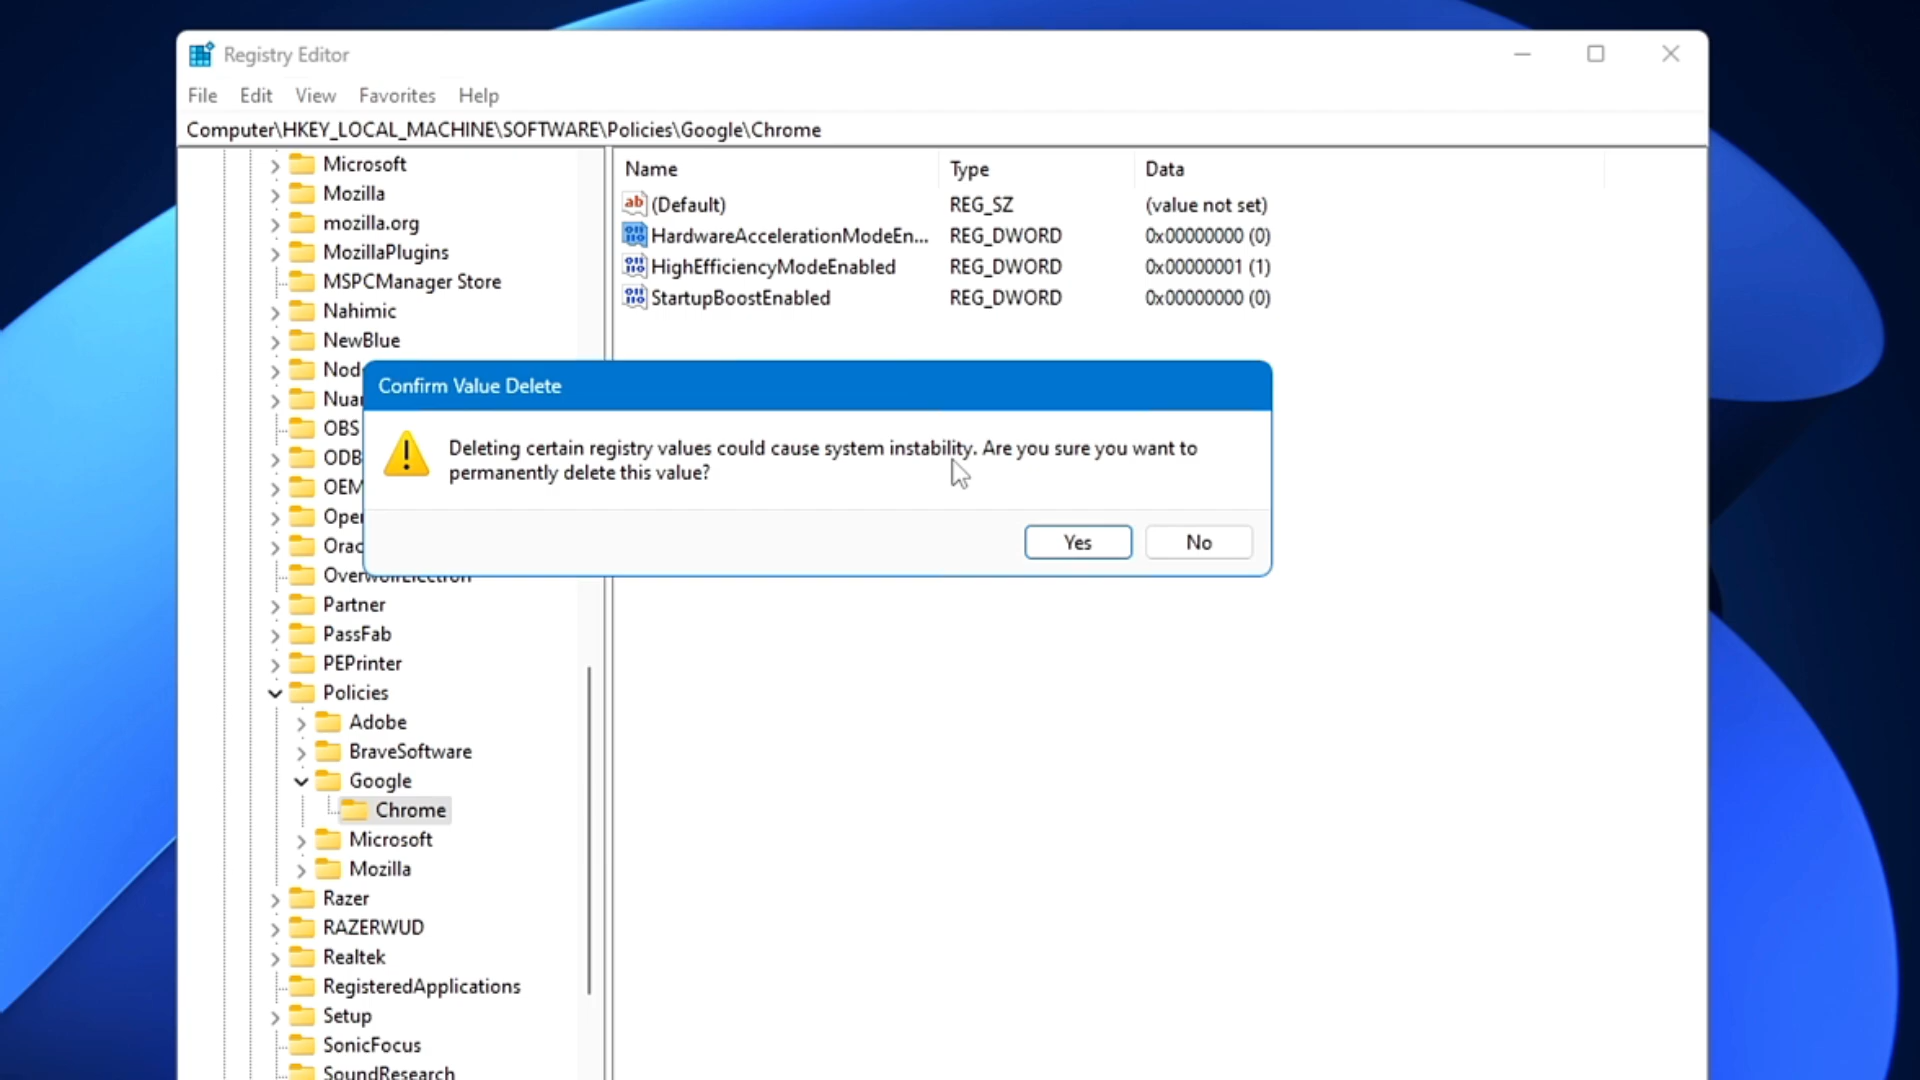 Registry Editor
File Edit View Favorites Help
Computer\HKEY_LOCAL_MACHINE\SOFTWARE\Policies\Google\Chrome
Name Type Data
(Default) REG_SZ (value not set)
HardwareAccelerationModeEn... REG_DWORD 0x00000000 (0)
HighEfficiencyModeEnabled REG_DWORD 0x00000001 (1)
StartupBoostEnabled REG_DWORD 0x00000000 (0)
Microsoft
Mozilla
mozilla.org
MozillaPlugins
MSPCManager Store
Nahimic
NewBlue
OBS
ODB
OEM
Confirm Value Delete
Deleting certain registry values could cause system instability. Are you sure you want to
permanently delete this value?
Yes No
Partner
PassFab
PEPrinter
Policies
Adobe
BraveSoftware
Google
Chrome
Microsoft
Mozilla
Razer
RAZERWUD
Realtek
RegisteredApplications
Setup
SonicFocus
SoundResearch